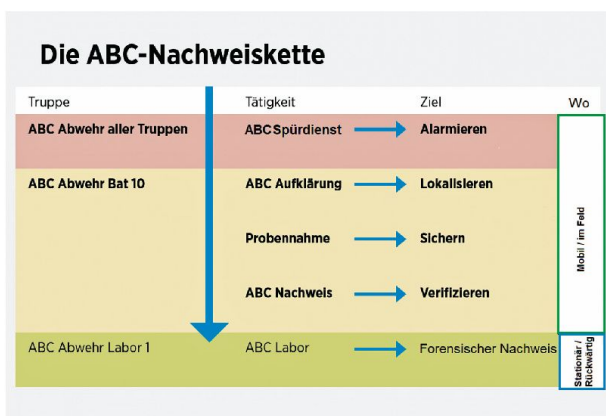 Die ABC-Nachweiskette
Truppe Tätigkeit Ziel Wo
ABC Abwehr aller Truppen ABC Spürdienst Alarmieren
ABC Abwehr Bat 10 ABC Aufklärung Lokalisieren
Probennahme Sichern
ABC Nachweis Verifizieren
Mobil / im Feld
ABC Abwehr Labor 1 ABC Labor Forensischer Nachweis
Stationär /
Rückwärtig